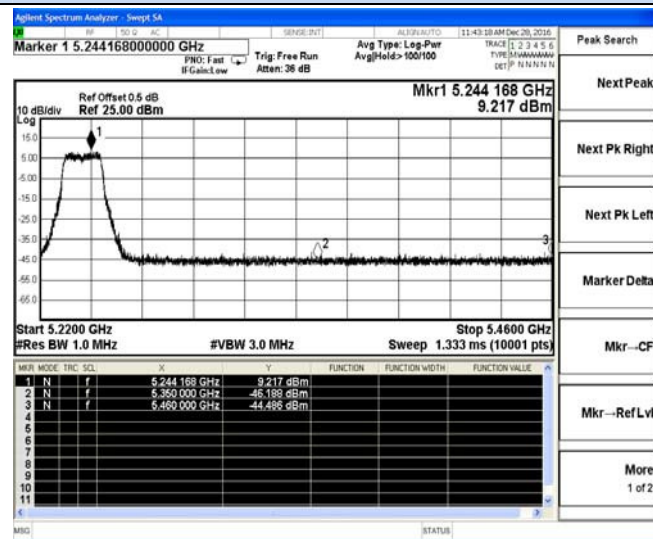 Agilent Spectrum Analyzer - Swept SA
RF 50 Ω AC SENSE:INT ALIGN AUTO 11:43:18 AM Dec 28, 2016
Marker 1 5.244168000000 GHz
PNO: Fast
IFGain:Low
Trig: Free Run
Atten: 36 dB
Avg Type: Log-Pwr
Avg|Hold:>100/100
TRACE 1 2 3 4 5 6
TYPE
DET P N N N N N
Peak Search
Next Peak
Next Pk Right
Next Pk Left
Marker Delta
Mkr→CF
Mkr→RefLvl
More
1 of 2
Mkr1 5.244 168 GHz
9.217 dBm
Ref Offset 0.5 dB
10 dB/div Ref 25.00 dBm
Log
15.0
5.00
-5.00
-15.0
-25.0
-35.0
-45.0
-55.0
-65.0
1
2
3
Start 5.2200 GHz Stop 5.4600 GHz
#Res BW 1.0 MHz #VBW 3.0 MHz Sweep 1.333 ms (10001 pts)
MKR MODE TRC SCL X Y FUNCTION FUNCTION WIDTH FUNCTION VALUE
1 N f 5.244 168 GHz 9.217 dBm
2 N f 5.350 000 GHz -46.188 dBm
3 N f 5.460 000 GHz -44.486 dBm
4
5
6
7
8
9
10
11
MSG STATUS